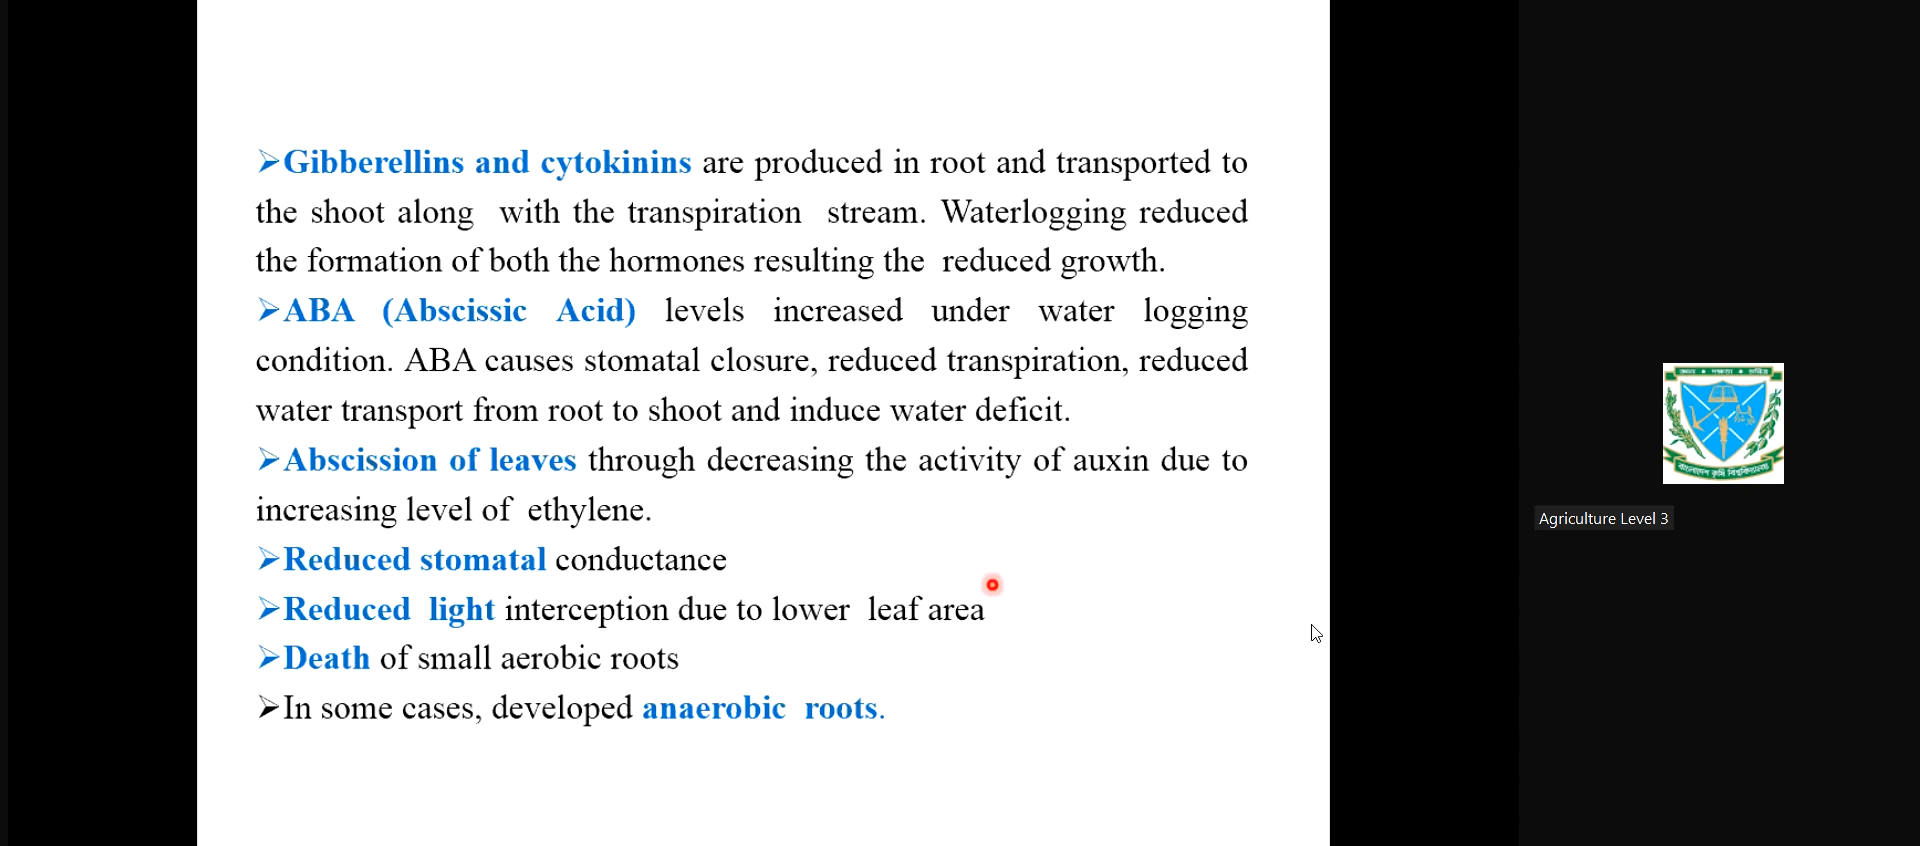 ➢Gibberellins and cytokinins are produced in root and transported to
the shoot along with the transpiration stream. Waterlogging reduced
the formation of both the hormones resulting the reduced growth.
➢ABA (Abscissic Acid) levels increased under water logging
condition. ABA causes stomatal closure, reduced transpiration, reduced
water transport from root to shoot and induce water deficit.
➢Abscission of leaves through decreasing the activity of auxin due to
increasing level of ethylene.
➢Reduced stomatal conductance
➢Reduced light interception due to lower leaf area
➢Death of small aerobic roots
➢In some cases, developed anaerobic roots.
বাংলাদেশ কৃষি বিশ্ববিদ্যালয়
Agriculture Level 3